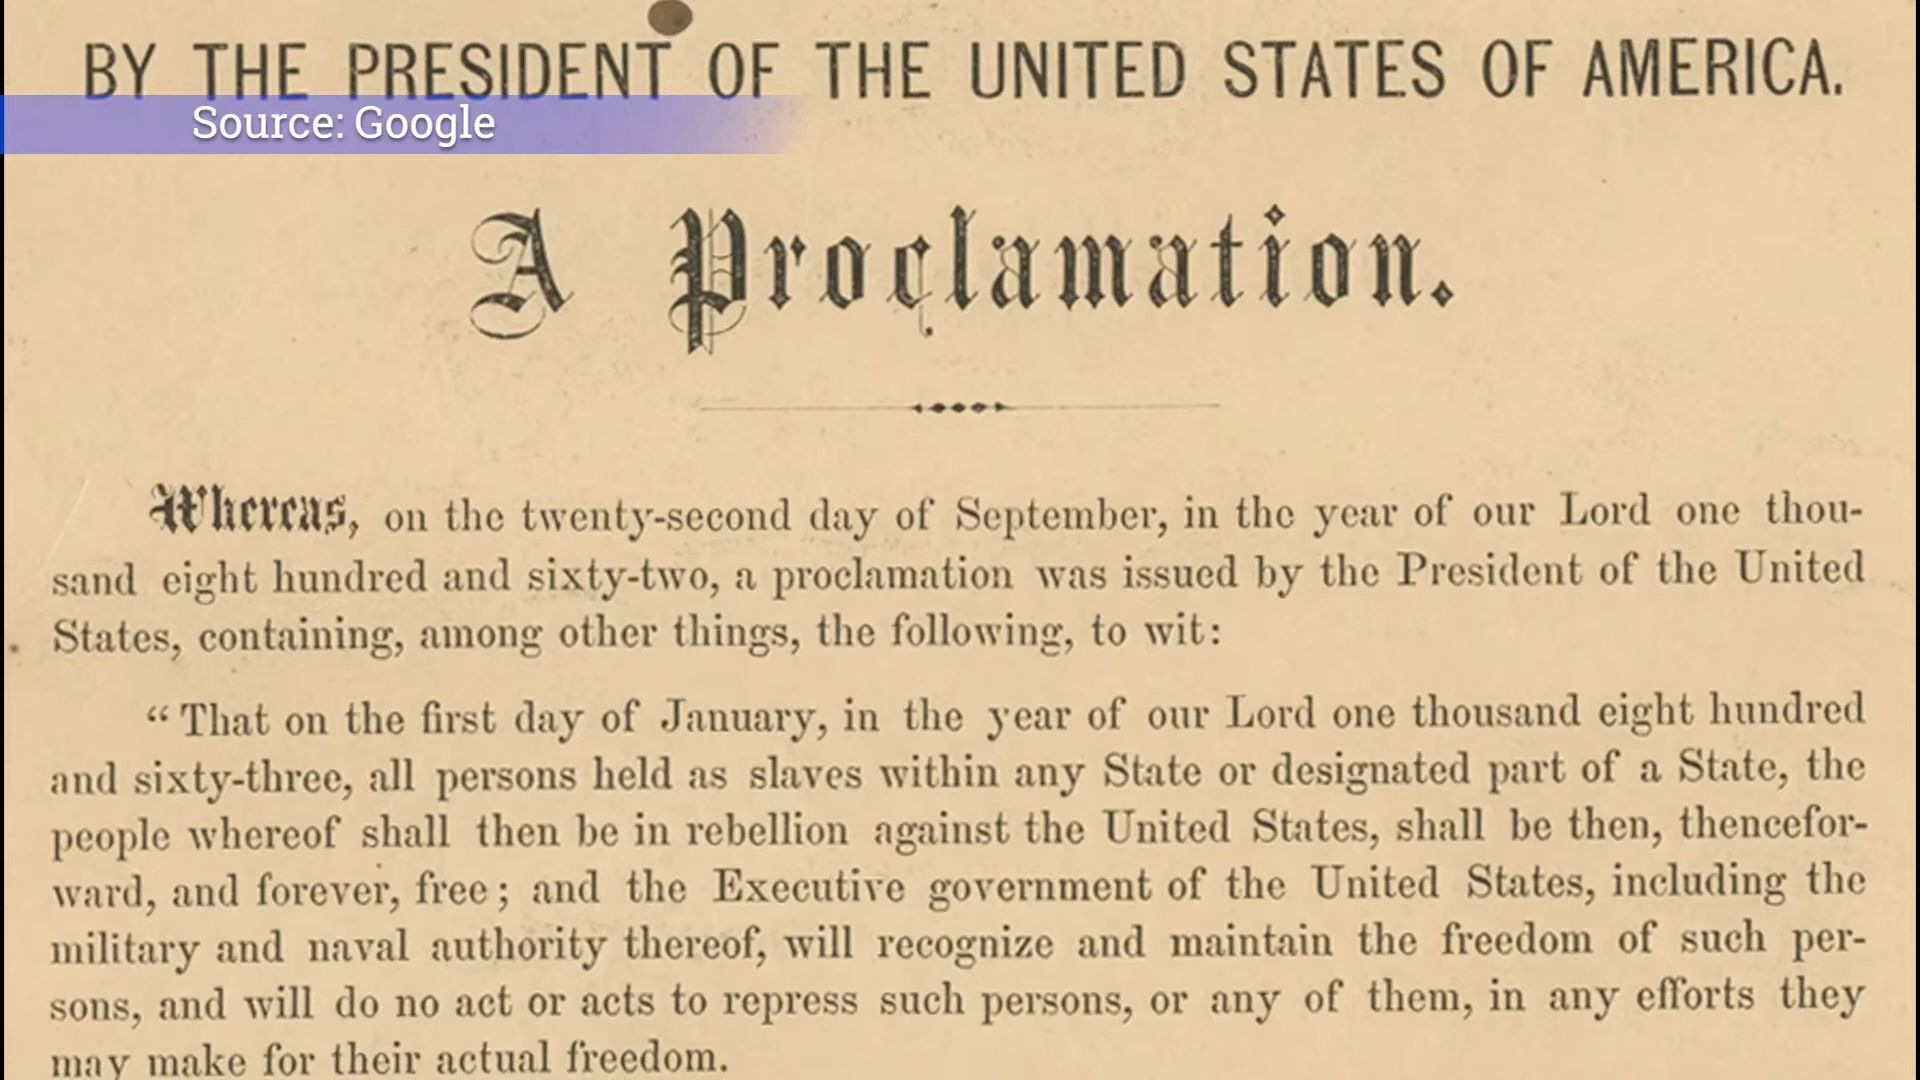 BY THE PRESIDENT OF THE UNITED STATES OF AMERICA.
Source: Google
A Proclamation.
Whereas, on the twenty-second day of September, in the year of our Lord one thou-
sand eight hundred and sixty-two, a proclamation was issued by the President of the United
States, containing, among other things, the following, to wit:
“That on the first day of January, in the year of our Lord one thousand eight hundred
and sixty-three, all persons held as slaves within any State or designated part of a State, the
people whereof shall then be in rebellion against the United States, shall be then, thencefor-
ward, and forever, free; and the Executive government of the United States, including the
military and naval authority thereof, will recognize and maintain the freedom of such per-
sons, and will do no act or acts to repress such persons, or any of them, in any efforts they
may make for their actual freedom.